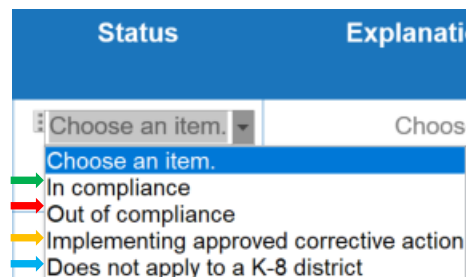 Status Explanati
Choose an item. Choos
Choose an item.
In compliance
Out of compliance
Implementing approved corrective action
Does not apply to a K-8 district